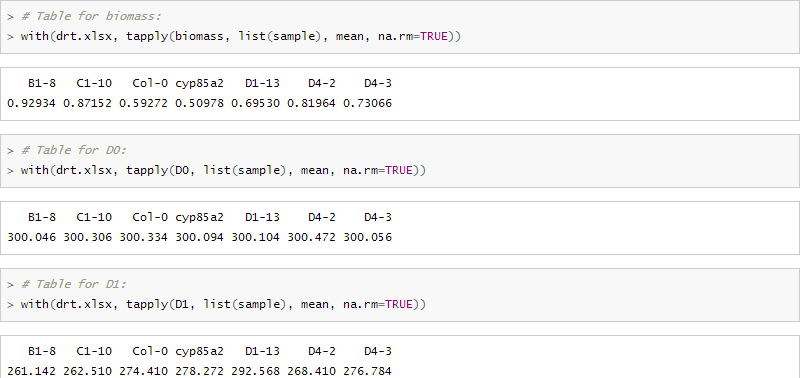 > # Table for biomass:
> with(drt.xlsx, tapply(biomass, list(sample), mean, na.rm=TRUE))
B1-8 C1-10 Col-0 cyp85a2 D1-13 D4-2 D4-3
0.92934 0.87152 0.59272 0.50978 0.69530 0.81964 0.73066
> # Table for D0:
> with(drt.xlsx, tapply(D0, list(sample), mean, na.rm=TRUE))
B1-8 C1-10 Col-0 cyp85a2 D1-13 D4-2 D4-3
300.046 300.306 300.334 300.094 300.104 300.472 300.056
> # Table for D1:
> with(drt.xlsx, tapply(D1, list(sample), mean, na.rm=TRUE))
B1-8 C1-10 Col-0 cyp85a2 D1-13 D4-2 D4-3
261.142 262.510 274.410 278.272 292.568 268.410 276.784